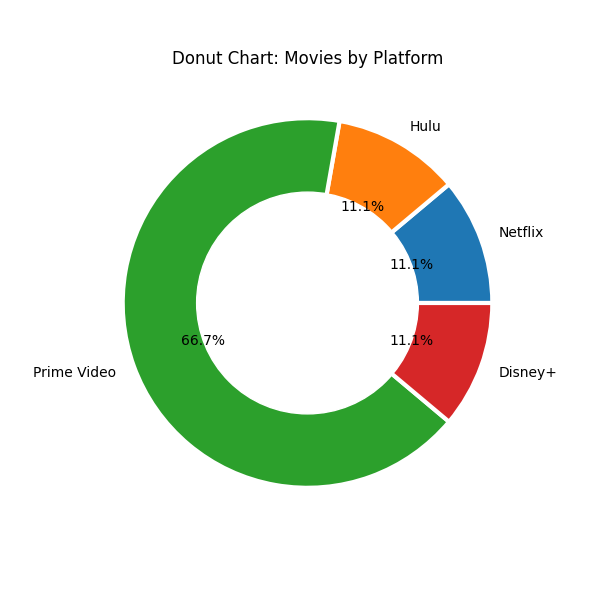 Donut Chart: Movies by Platform
Hulu
11.1%
Netflix
11.1%
66.7%
11.1%
Prime Video
Disney+